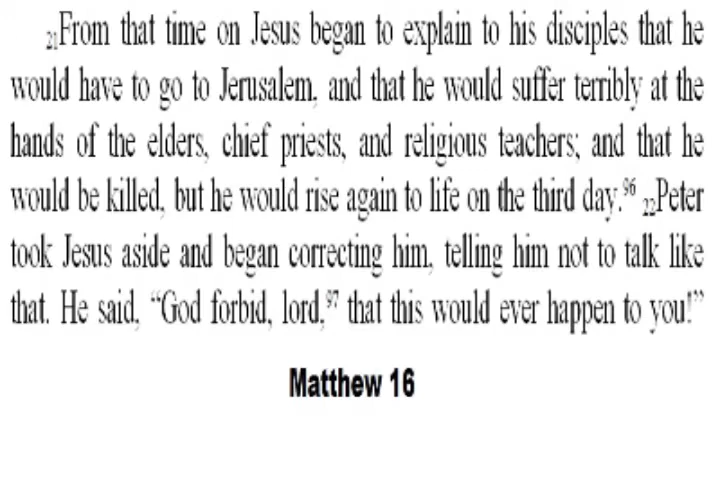 21From that time on Jesus began to explain to his disciples that he
would have to go to Jerusalem, and that he would suffer terribly at the
hands of the elders, chief priests, and religious teachers; and that he
would be killed, but he would rise again to life on the third day.96 22Peter
took Jesus aside and began correcting him, telling him not to talk like
that. He said, “God forbid, lord,97 that this would ever happen to you!”
Matthew 16